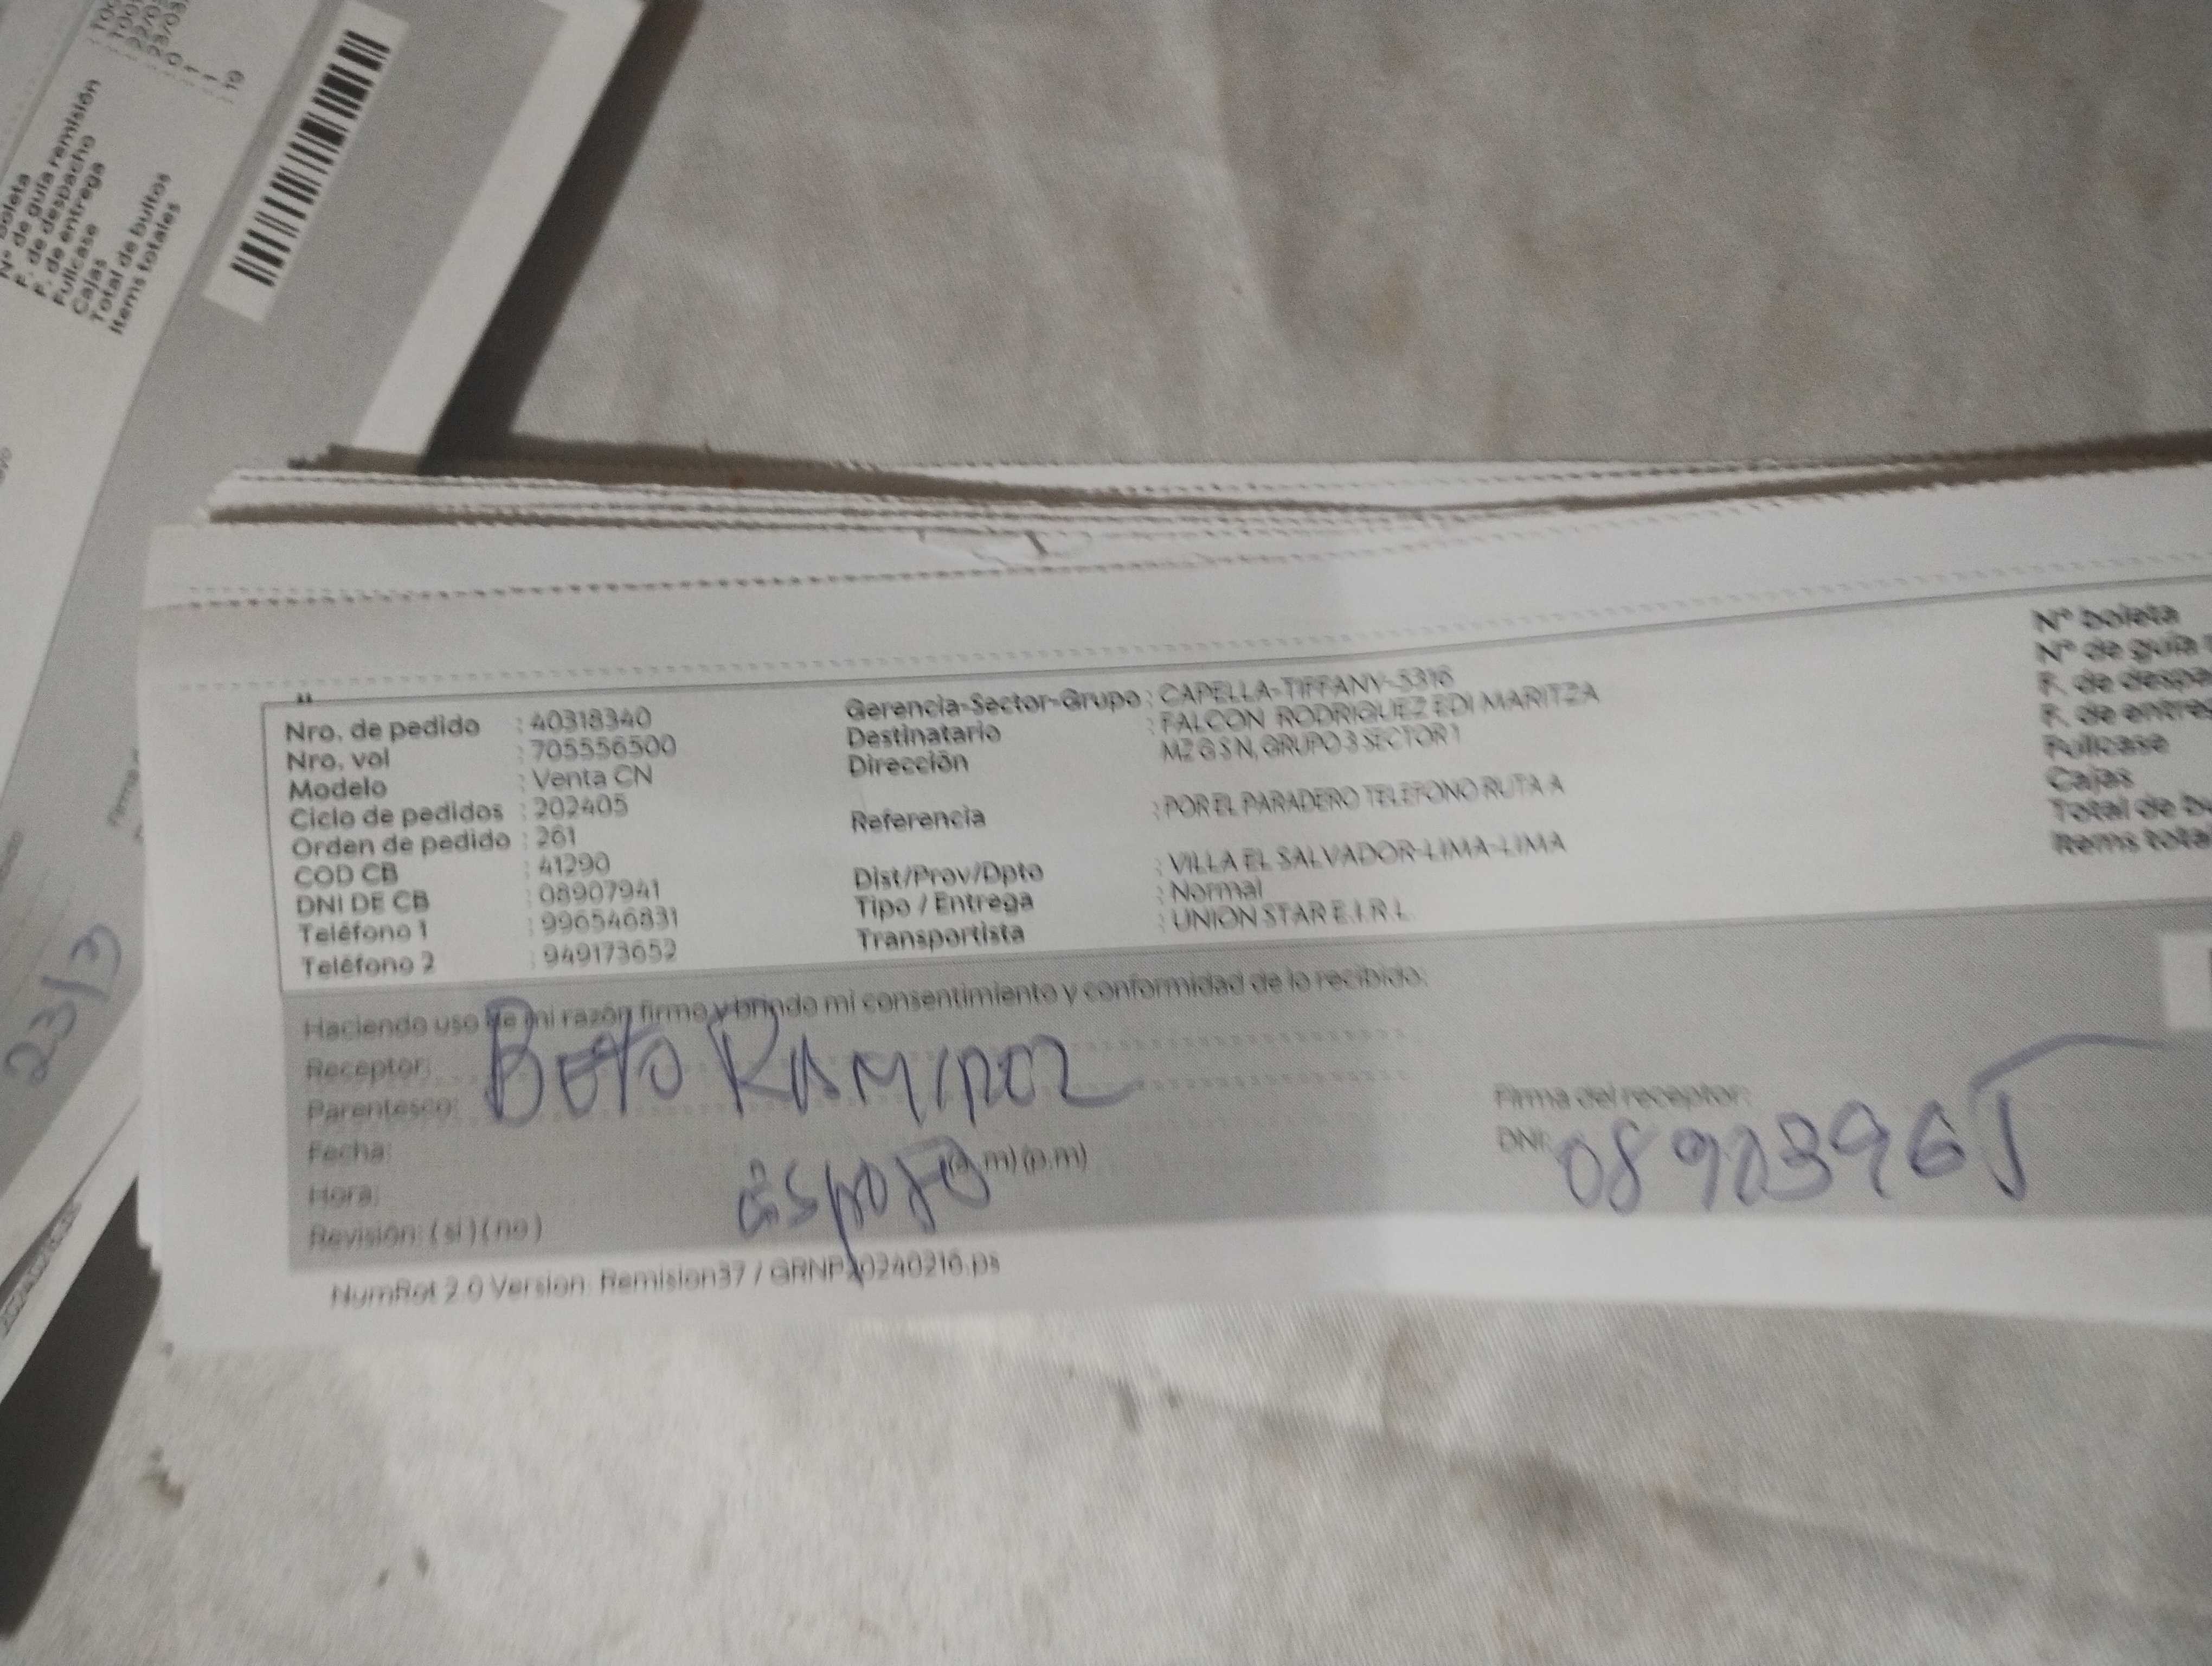 Nº de guía remisión
F. de despacho
F. de entrega
Fullcase
Cajas
Total de bultos
Items totales
0
1
1
19
23/3
Nro. de pedido : 40318340
Nro. vol : 705556500
Modelo : Venta CN
Ciclo de pedidos : 202405
Orden de pedido : 261
COD CB : 41290
DNI DE CB : 08907941
Teléfono 1 : 996546831
Teléfono 2 : 949173652
Gerencia-Sector-Grupo : CAPELLA-TIFFANY-5316
Destinatario : FALCON RODRIGUEZ EDI MARITZA
Dirección MZ G S N, GRUPO 3 SECTOR 1
Referencia : POR EL PARADERO TELEFONO RUTA A
Dist/Prov/Dpto : VILLA EL SALVADOR-LIMA-LIMA
Tipo / Entrega : Normal
Transportista : UNION STAR E.I.R.L.
Nº boleta
Nº de guía
F. de despa
F. de entre
Fullcase
Cajas
Total de b
Items tota
Haciendo uso de mi razón firmo y brindo mi consentimiento y conformidad de lo recibido:
Receptor: Beto Ramirez
Parentesco:
Fecha:
Hora: esposo m) (p.m)
Revisión: ( si ) ( no )
Firma del receptor:
DNI:
NumRot 2.0 Version: Remision37 / GRNP20240216.ps